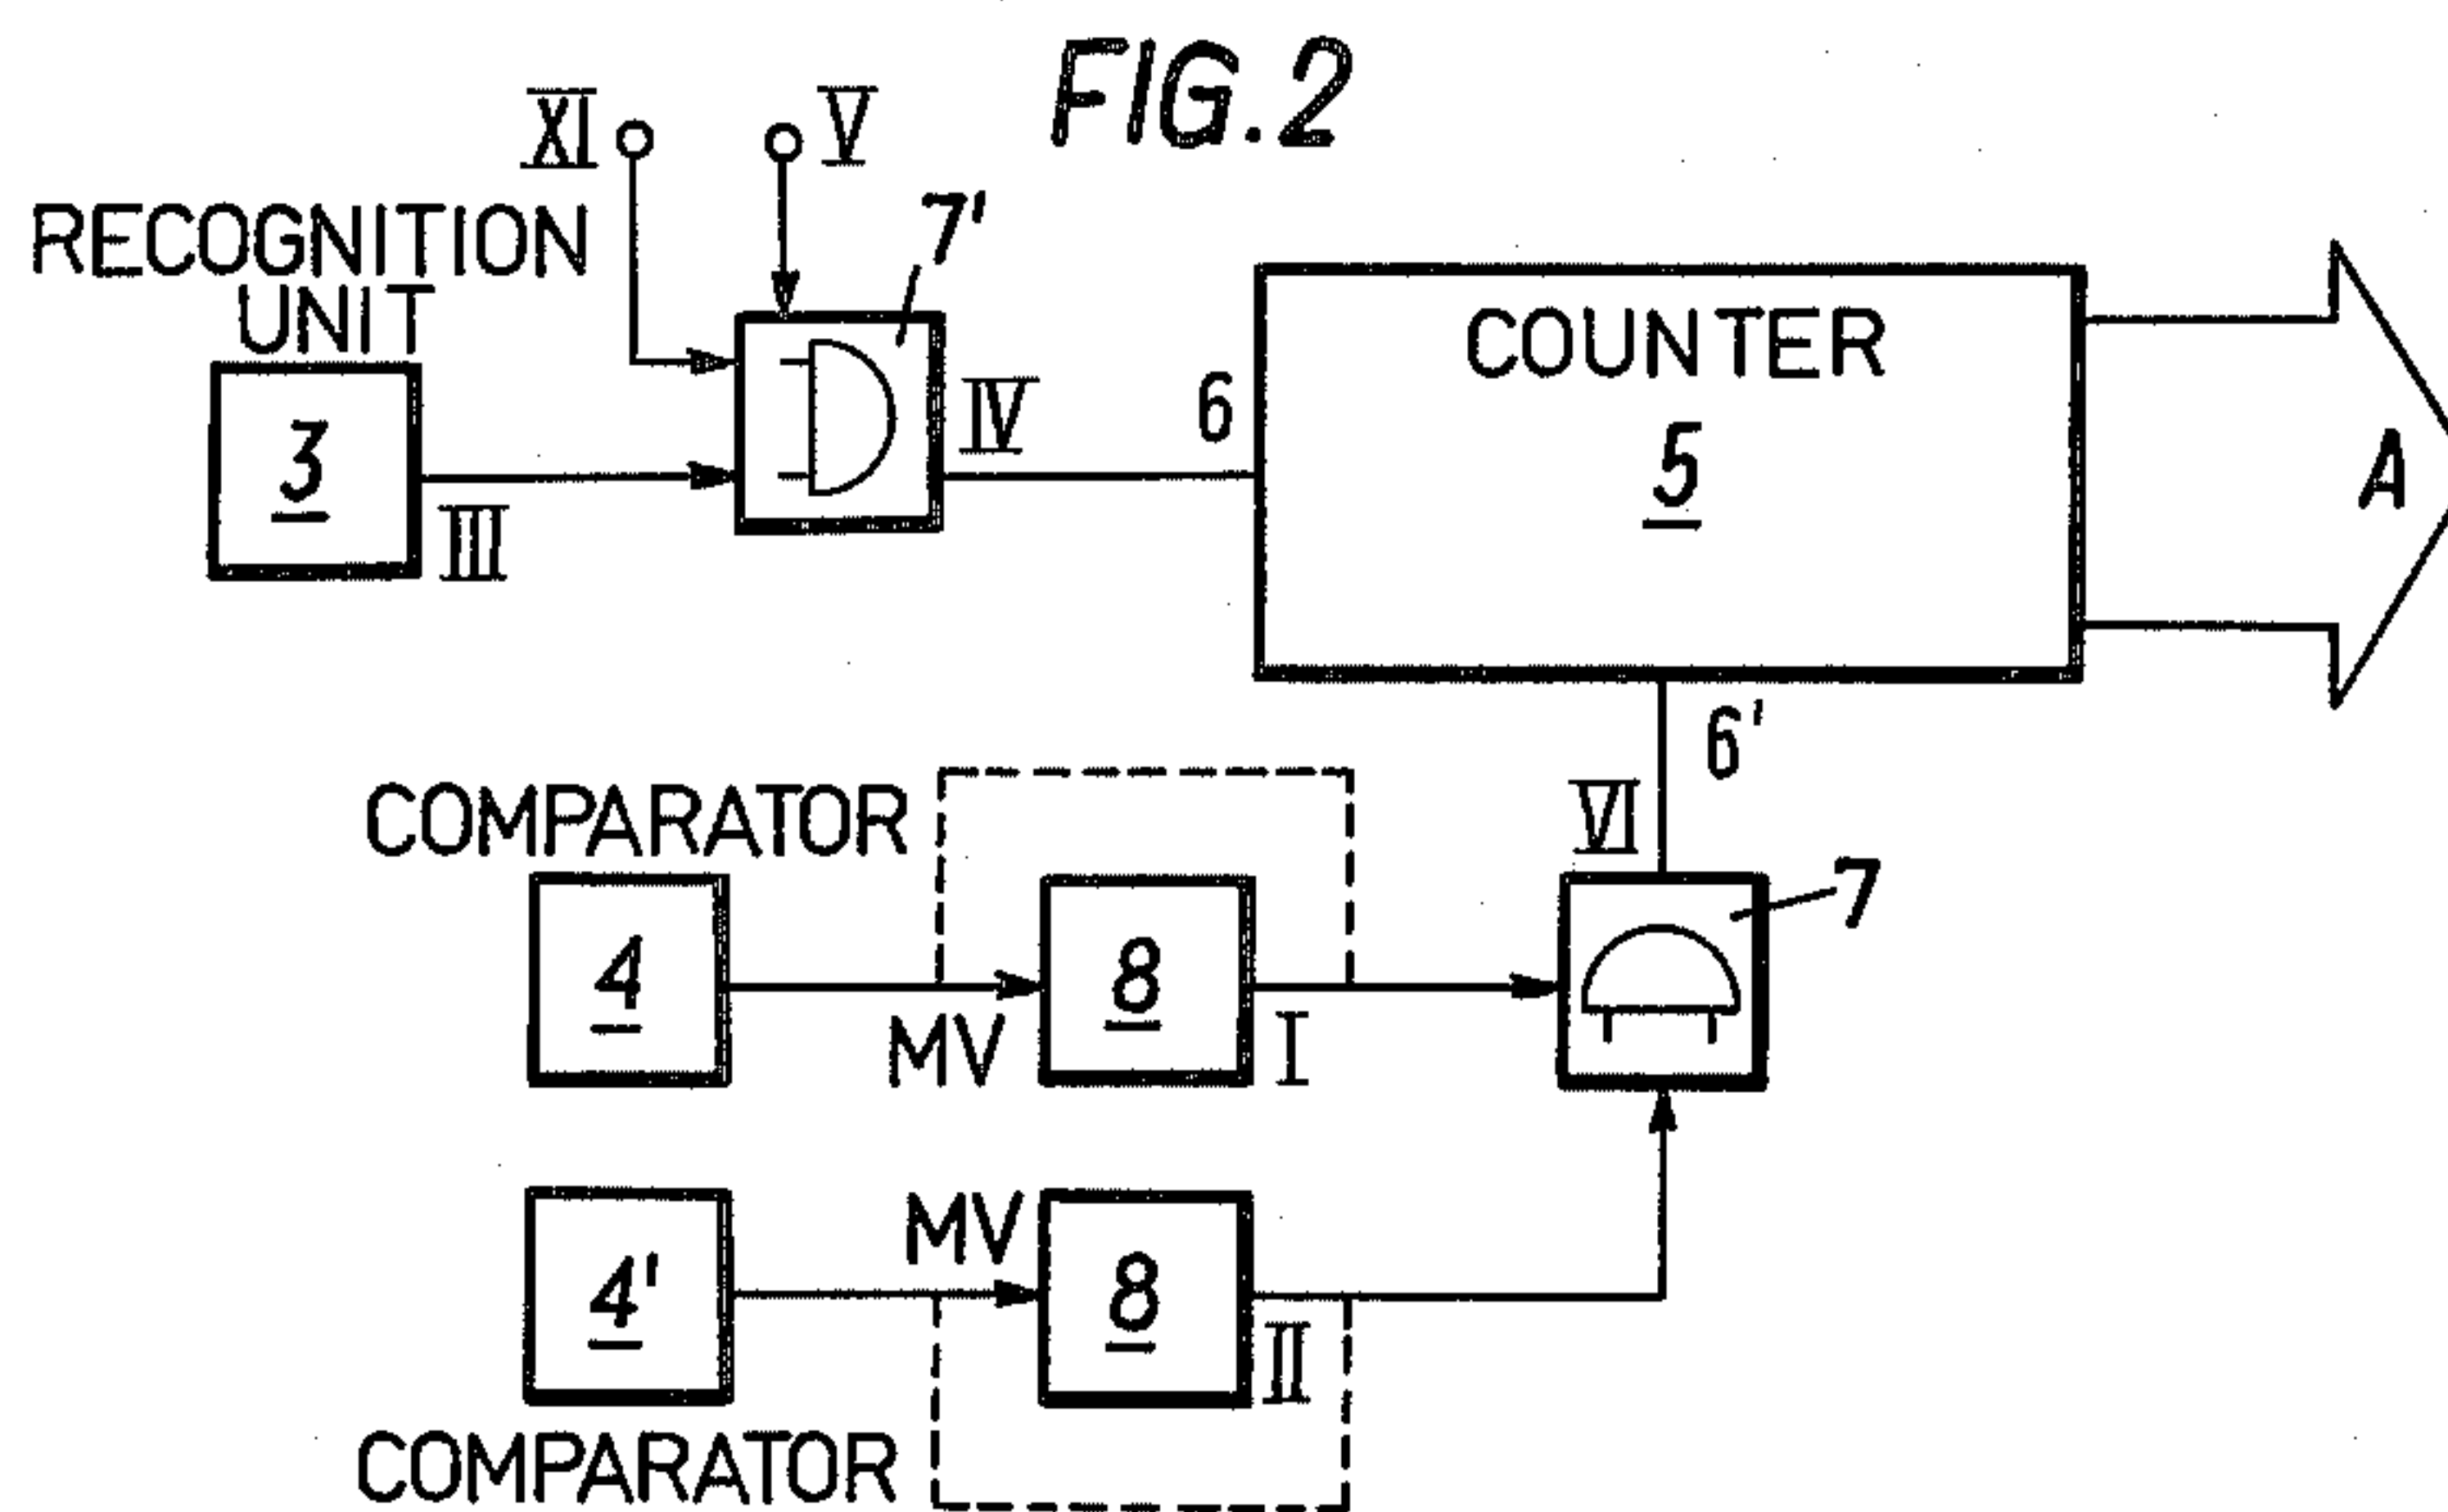 FIG.2
XI
V
7'
RECOGNITION
UNIT
3
III
IV
6
COUNTER
5
A
6'
VI
COMPARATOR
4
MV
8
I
7
4'
MV
8
II
COMPARATOR